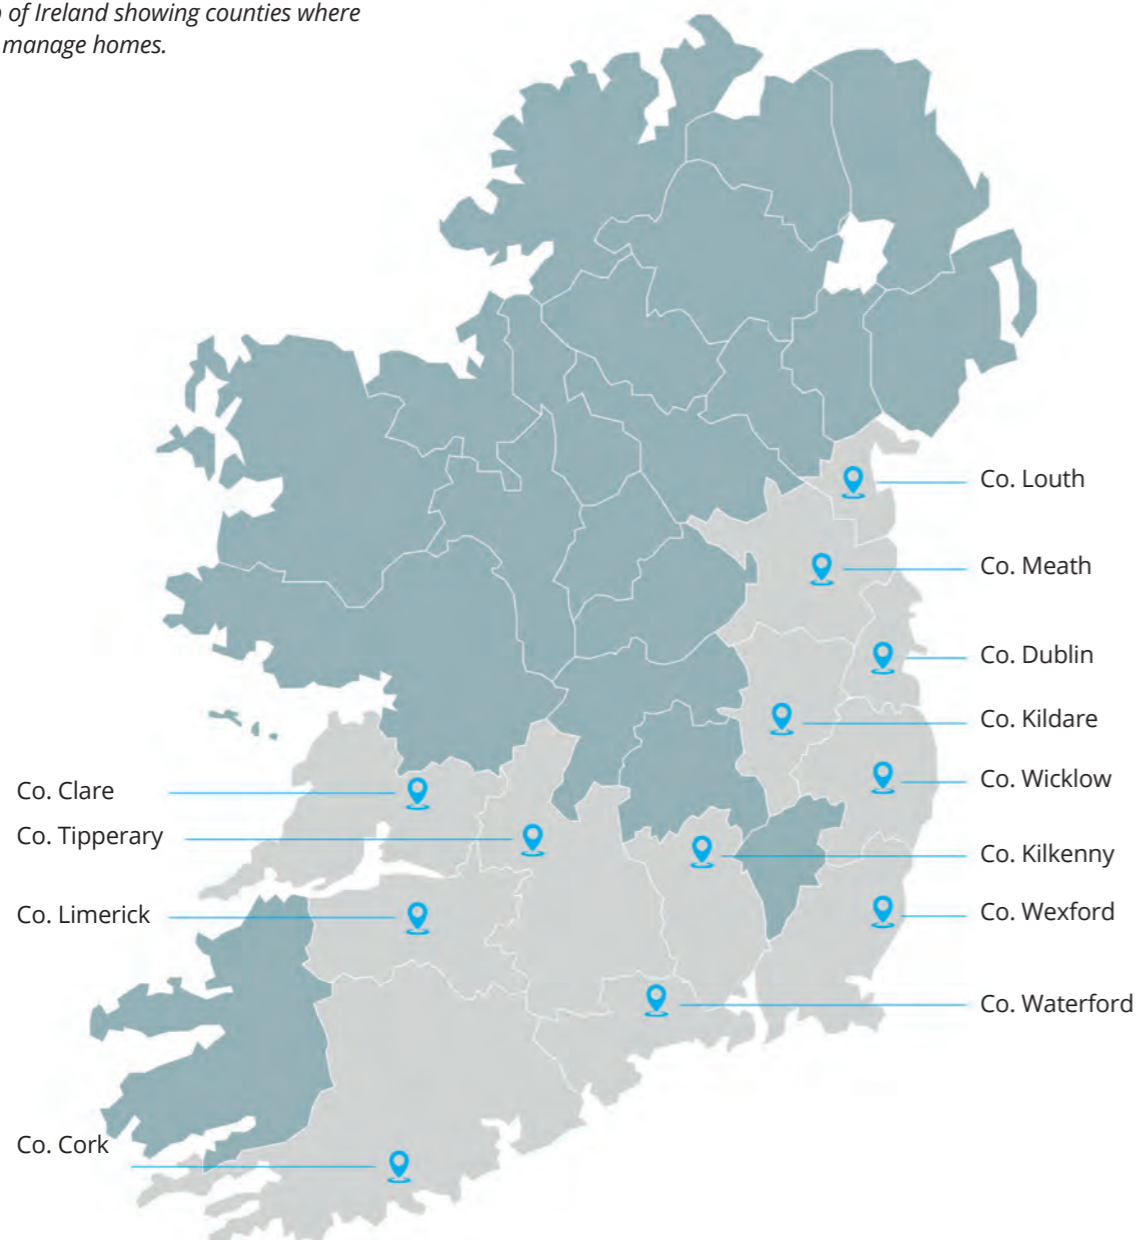 of Ireland showing counties where
manage homes.
Co. Louth
Co. Meath
Co. Dublin
Co. Kildare
Co. Wicklow
Co. Kilkenny
Co. Wexford
Co. Waterford
Co. Clare
Co. Tipperary
Co. Limerick
Co. Cork